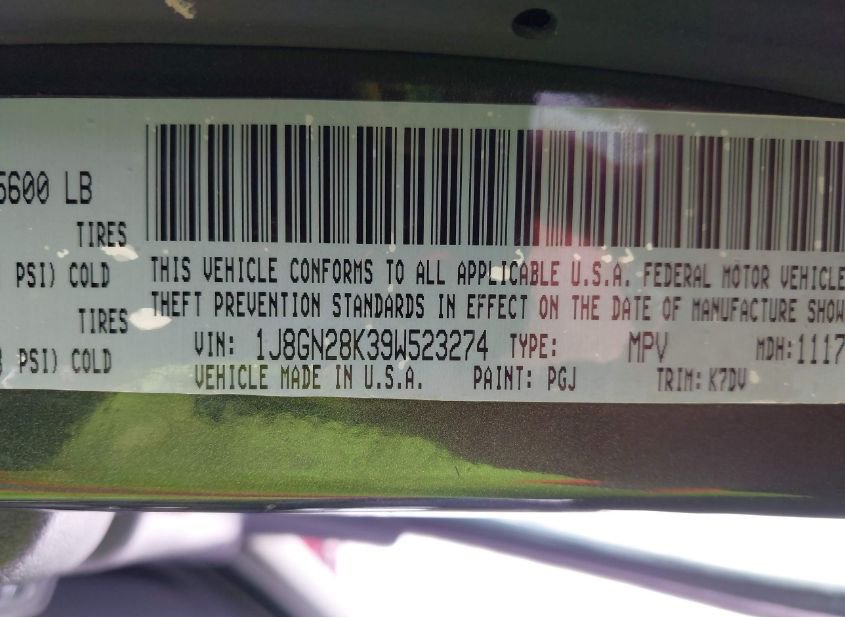 5600 LB
TIRES
PSI) COLD
TIRES
PSI) COLD
THIS VEHICLE CONFORMS TO ALL APPLICABLE U.S.A. FEDERAL MOTOR VEHICLE
THEFT PREVENTION STANDARDS IN EFFECT ON THE DATE OF MANUFACTURE SHOW
VIN: 1J8GN28K39W523274 TYPE: MPV MDH:1117
VEHICLE MADE IN U.S.A. PAINT: PGJ TRIM: K7DV